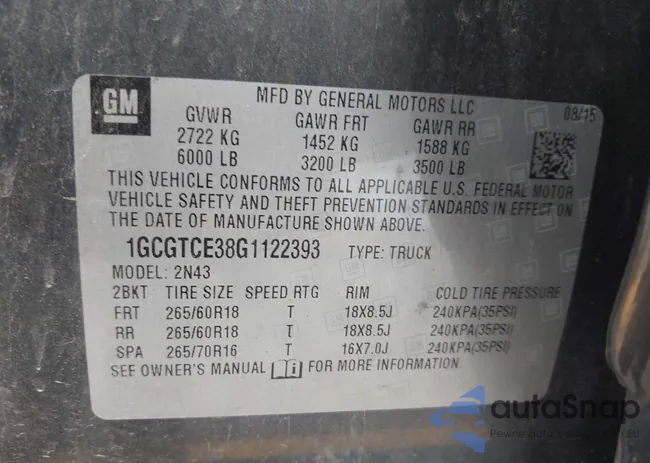 GM
MFD BY GENERAL MOTORS LLC
08/15
GVWR GAWR FRT GAWR RR
2722 KG 1452 KG 1588 KG
6000 LB 3200 LB 3500 LB
THIS VEHICLE CONFORMS TO ALL APPLICABLE U.S. FEDERAL MOTOR
VEHICLE SAFETY AND THEFT PREVENTION STANDARDS IN EFFECT ON
THE DATE OF MANUFACTURE SHOWN ABOVE.
1GCGTCE38G1122393 TYPE: TRUCK
MODEL: 2N43
2BKT TIRE SIZE SPEED RTG RIM COLD TIRE PRESSURE
FRT 265/60R18 T 18X8.5J 240KPA(35PSI)
RR 265/60R18 T 18X8.5J 240KPA(35PSI)
SPA 265/70R16 T 16X7.0J 240KPA(35PSI)
SEE OWNER'S MANUAL i FOR MORE INFORMATION.
autaSnap
Pewne auto z USA